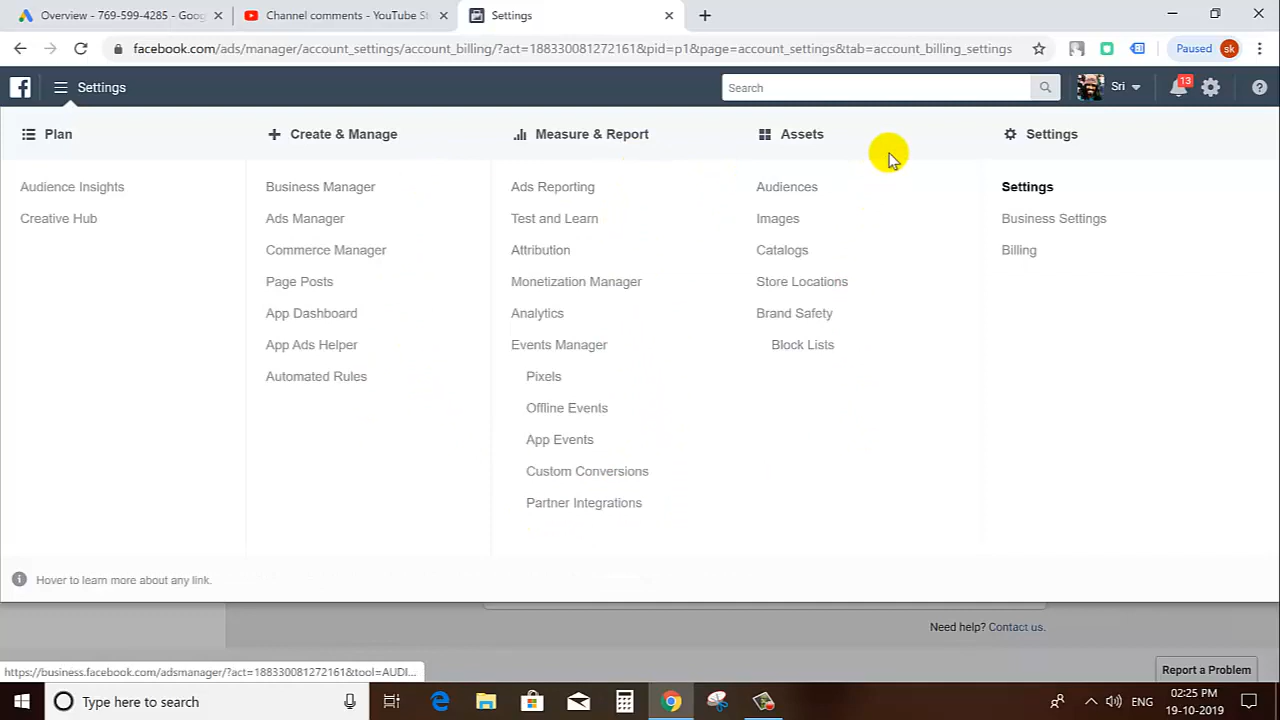 Overview - 769-599-4285 - Goog
Channel comments - YouTube St
Settings
facebook.com/ads/manager/account_settings/account_billing/?act=188330081272161&pid=p1&page=account_settings&tab=account_billing_settings
Paused sk
Settings
Search
Sri
13
Plan
Audience Insights
Creative Hub
Create & Manage
Business Manager
Ads Manager
Commerce Manager
Page Posts
App Dashboard
App Ads Helper
Automated Rules
Measure & Report
Ads Reporting
Test and Learn
Attribution
Monetization Manager
Analytics
Events Manager
Pixels
Offline Events
App Events
Custom Conversions
Partner Integrations
Assets
Audiences
Images
Catalogs
Store Locations
Brand Safety
Block Lists
Settings
Settings
Business Settings
Billing
Hover to learn more about any link.
Need help? Contact us.
https://business.facebook.com/adsmanager/?act=188330081272161&tool=AUDI...
Report a Problem
Type here to search
ENG
02:25 PM
19-10-2019